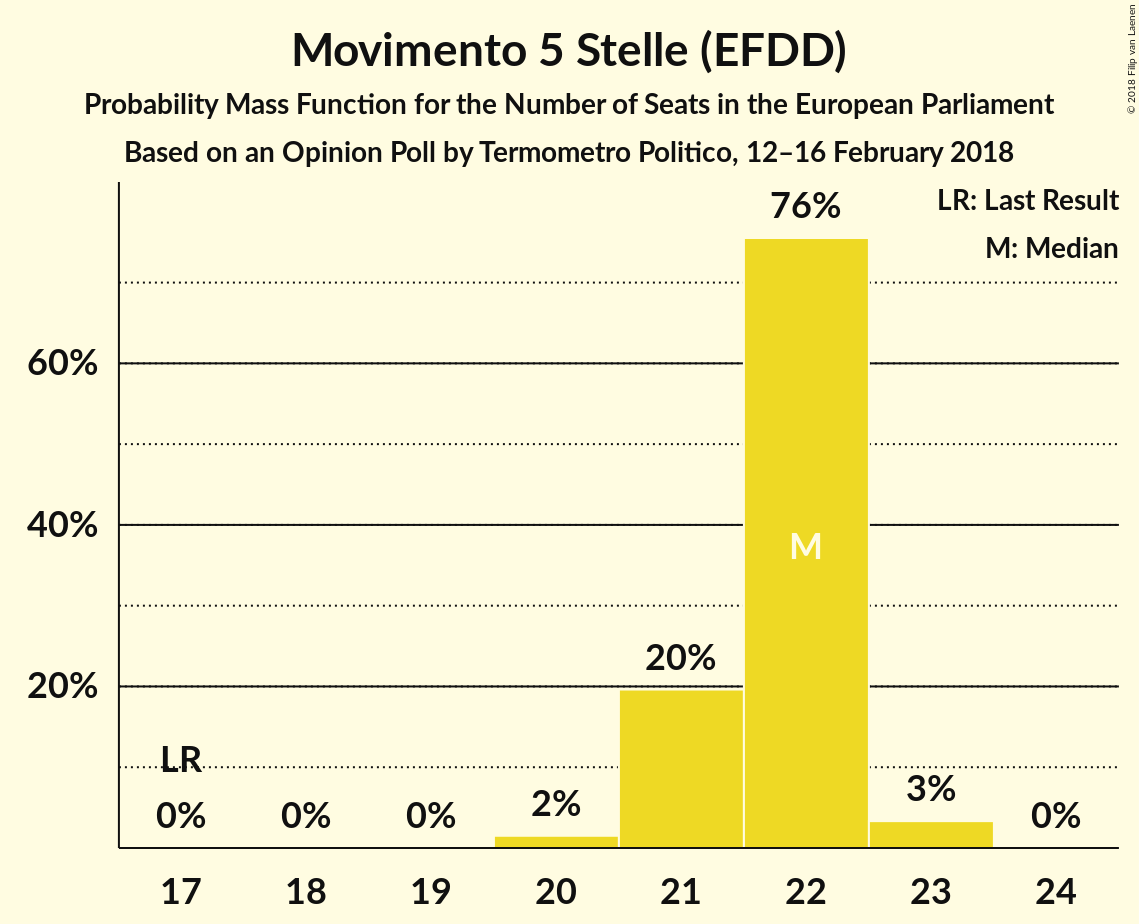 Movimento 5 Stelle (EFDD)
Probability Mass Function for the Number of Seats in the European Parliament
Based on an Opinion Poll by Termometro Politico, 12–16 February 2018
© 2018 Filip van Laenen
LR: Last Result
M: Median
76%
60%
40%
M
20%
20%
LR
0%
0%
0%
2%
3%
0%
17 18 19 20 21 22 23 24